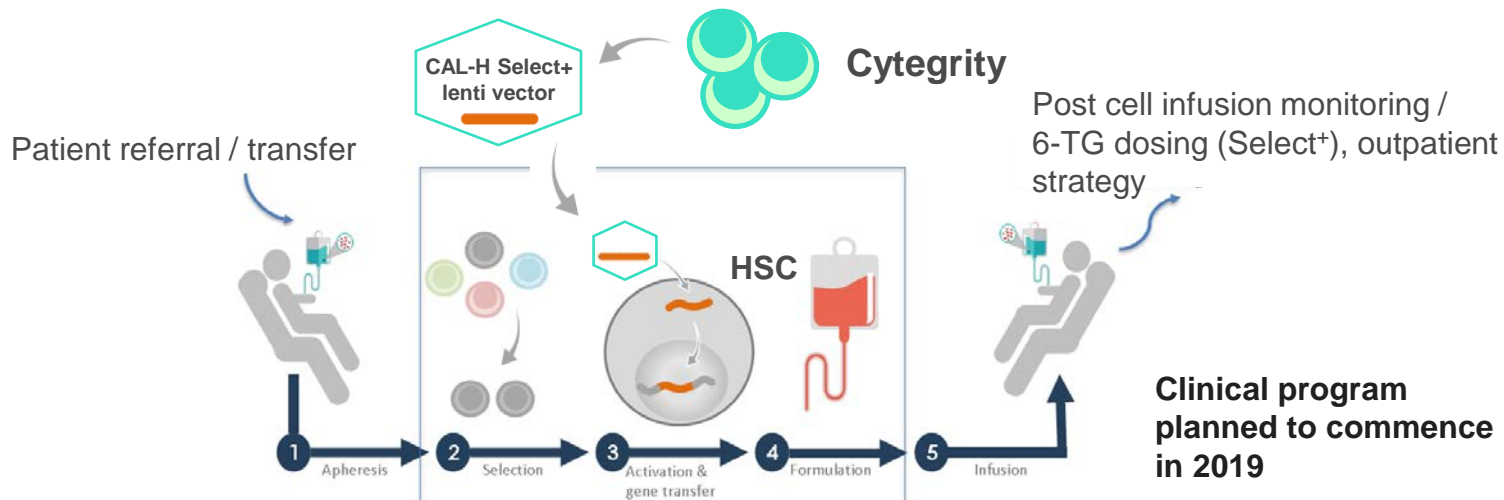 CAL-H Select+
lenti vector
Cytegrity
Patient referral / transfer
Post cell infusion monitoring /
6-TG dosing (Select⁺), outpatient
strategy
HSC
1
Apheresis
2
Selection
3
Activation &
gene transfer
4
Formulation
5
Infusion
Clinical program
planned to commence
in 2019